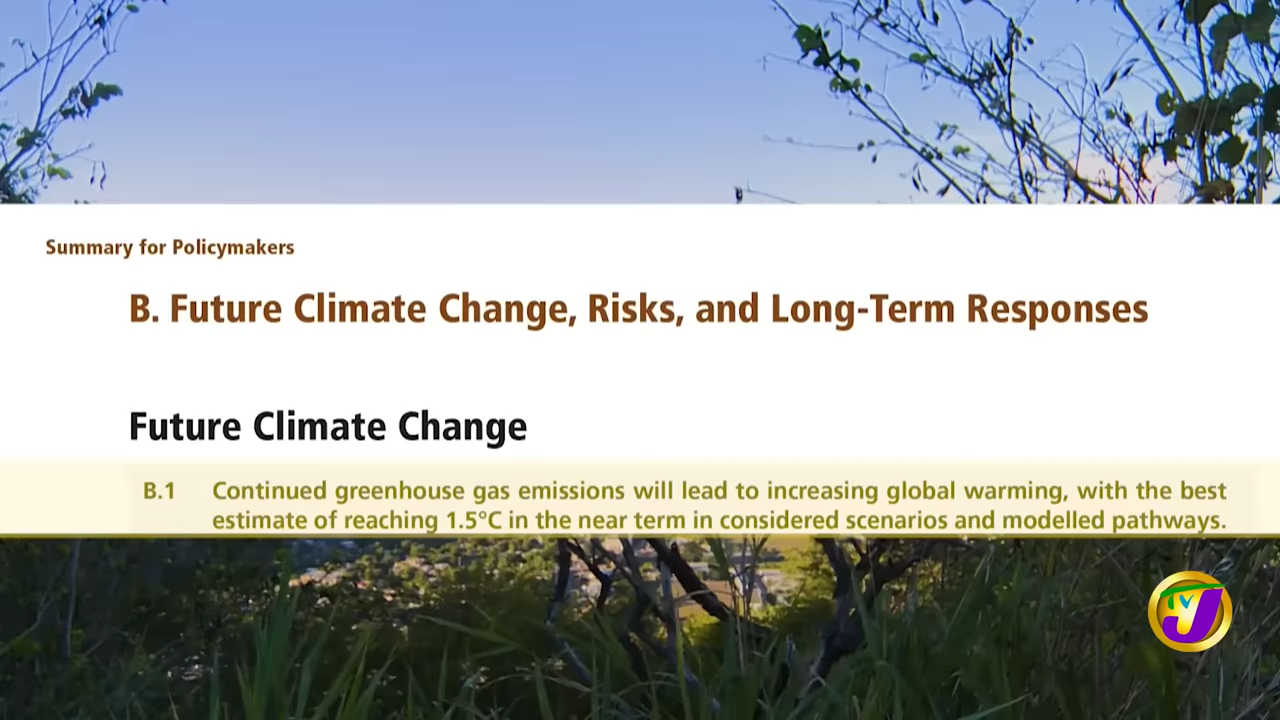 Summary for Policymakers
B. Future Climate Change, Risks, and Long-Term Responses
Future Climate Change
B.1 Continued greenhouse gas emissions will lead to increasing global warming, with the best
estimate of reaching 1.5°C in the near term in considered scenarios and modelled pathways.
TVJ